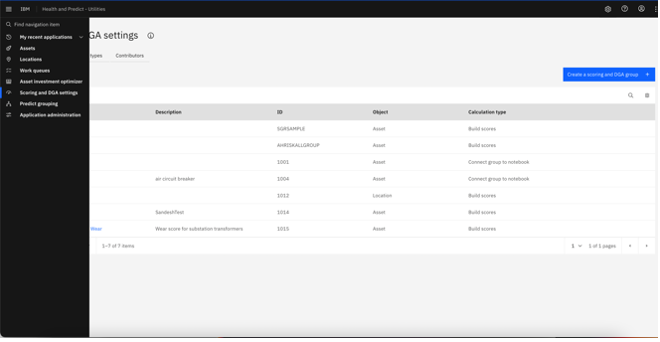 IBM Health and Predict - Utilities
Find navigation item
My recent applications
Assets
Locations
Work queues
Asset investment optimizer
Scoring and DGA settings
Predict grouping
Application administration
GA settings
types Contributors
Create a scoring and DGA group +
Description ID Object Calculation type
SQRSAMPLE Asset Build scores
AHRISKALLGROUP Asset Build scores
1001 Asset Connect group to notebook
air circuit breaker 1004 Asset Connect group to notebook
1012 Location Build scores
SandeshTest 1014 Asset Build scores
Wear Wear score for substation transformers 1015 Asset Build scores
1–7 of 7 items 1 1 of 1 pages